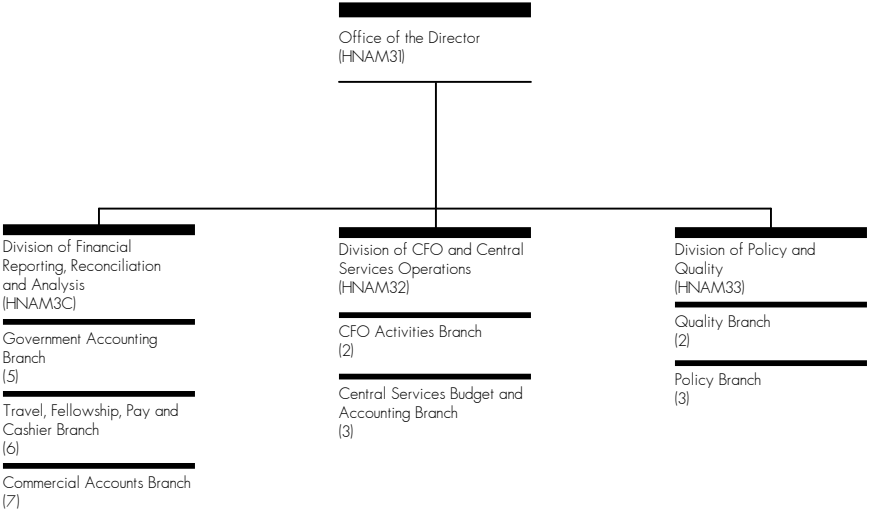 Office of the Director
(HNAM31)
Division of Financial
Reporting, Reconciliation
and Analysis
(HNAM3C)
Government Accounting
Branch
(5)
Travel, Fellowship, Pay and
Cashier Branch
(6)
Commercial Accounts Branch
(7)
Division of CFO and Central
Services Operations
(HNAM32)
CFO Activities Branch
(2)
Central Services Budget and
Accounting Branch
(3)
Division of Policy and
Quality
(HNAM33)
Quality Branch
(2)
Policy Branch
(3)